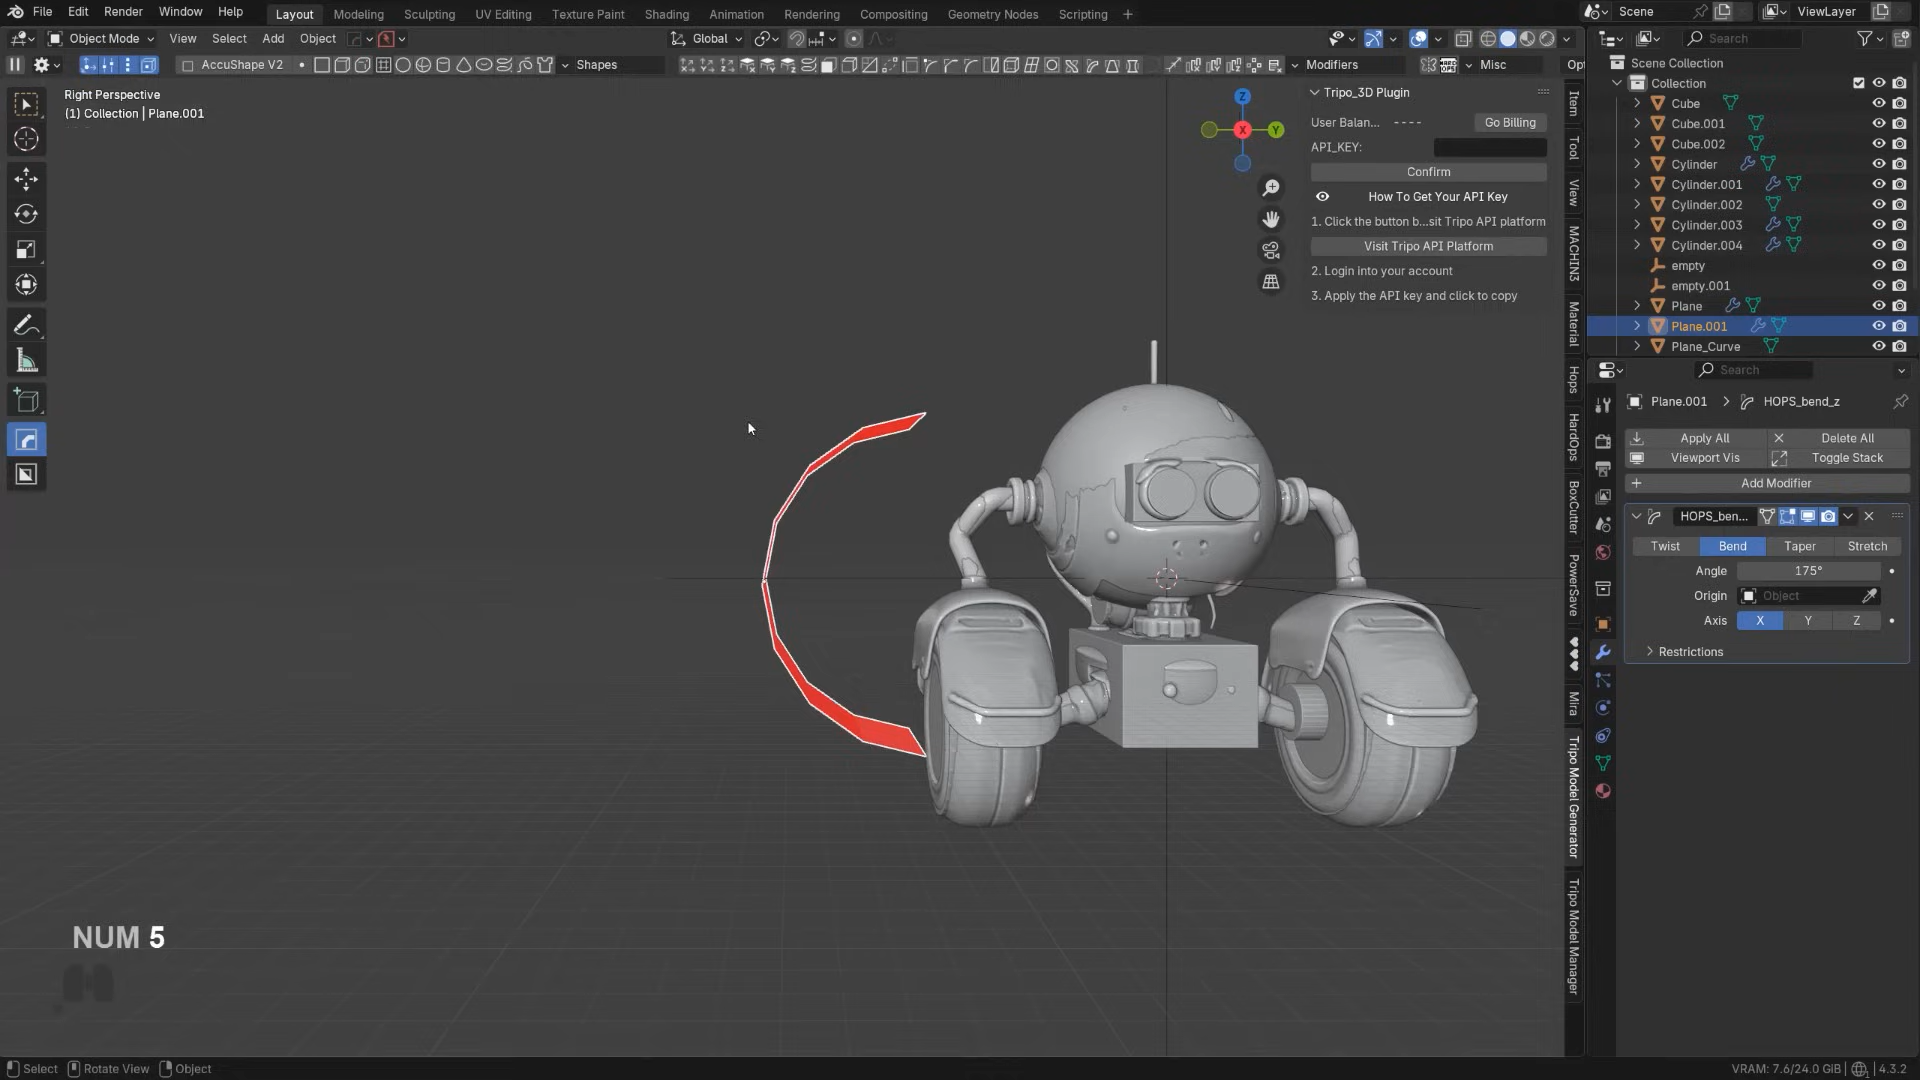 File Edit Render Window Help Layout Modeling Sculpting UV Editing Texture Paint Shading Animation Rendering Compositing Geometry Nodes Scripting + Scene ViewLayer
Object Mode View Select Add Object Global Search
AccuShape V2 Shapes Modifiers Misc
Right Perspective
(1) Collection | Plane.001
Z
X
Y
Tripo_3D Plugin
User Balan... ---- Go Billing
API_KEY:
Confirm
How To Get Your API Key
1. Click the button b...sit Tripo API platform
Visit Tripo API Platform
2. Login into your account
3. Apply the API key and click to copy
Item
Tool
View
MACHIN3
Material
Hops
HardOps
BoxCutter
PowerSave
♥♥♥
Mira
Tripo Model Generator
Tripo Model Manager
Scene Collection
Collection
Cube
Cube.001
Cube.002
Cylinder
Cylinder.001
Cylinder.002
Cylinder.003
Cylinder.004
empty
empty.001
Plane
Plane.001
Plane_Curve
Search
Plane.001 > HOPS_bend_z
Apply All Delete All
Viewport Vis Toggle Stack
Add Modifier
HOPS_ben...
Twist Bend Taper Stretch
Angle 175°
Origin Object
Axis X Y Z
Restrictions
NUM 5
Select Rotate View Object VRAM: 7.6/24.0 GiB 4.3.2